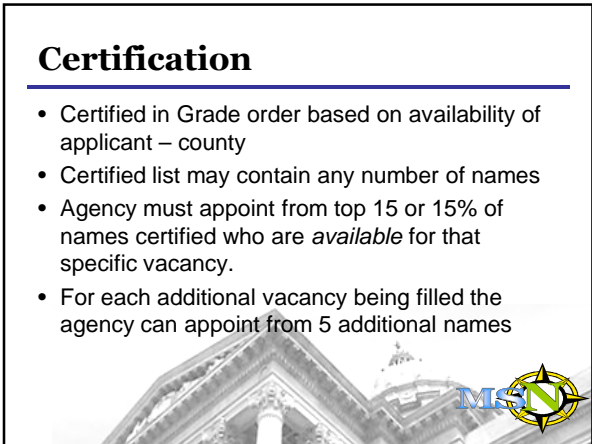 Certification
• Certified in Grade order based on availability of
applicant – county
• Certified list may contain any number of names
• Agency must appoint from top 15 or 15% of
names certified who are available for that
specific vacancy.
• For each additional vacancy being filled the
agency can appoint from 5 additional names
MSN